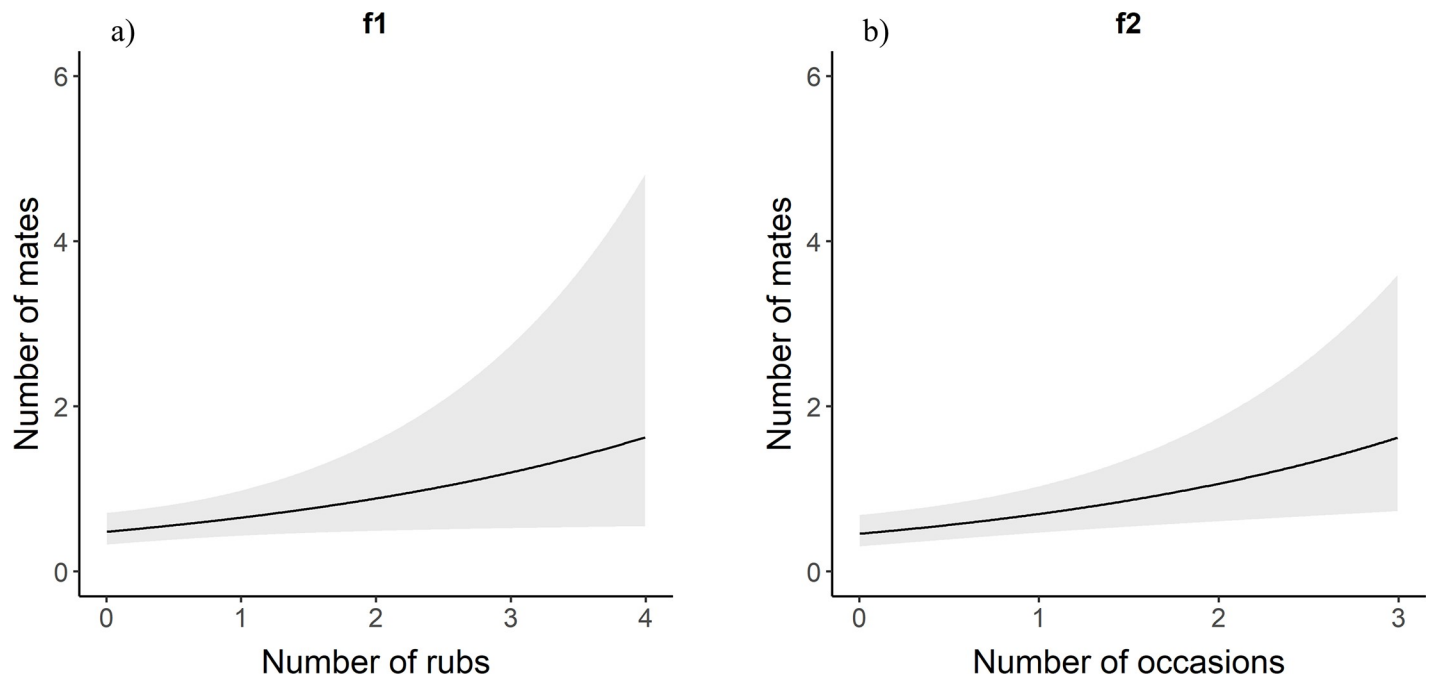 a)
f1
6
4
2
0
Number of mates
0 1 2 3 4
Number of rubs
b)
f2
6
4
2
0
Number of mates
0 1 2 3
Number of occasions